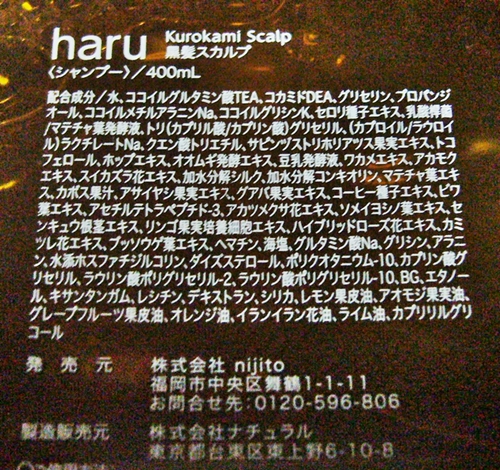 haru Kurokami Scalp
黒髪スカルプ
〈シャンプー〉/400mL
配合成分/水、ココイルグルタミン酸TEA、コカミドDEA、グリセリン、プロパンジ
オール、ココイルメチルアラニンNa、ココイルグリシンK、セロリ種子エキス、乳酸桿菌
/マテチャ葉発酵液、トリ(カプリル酸/カプリン酸)グリセリル、(カプロイル/ラウロイ
ル)ラクチレートNa、クエン酸トリエチル、サピンヅストリホリアツス果実エキス、トコ
フェロール、ホップエキス、オオムギ発酵エキス、豆乳発酵液、ワカメエキス、アカモク
エキス、スイカズラ花エキス、加水分解シルク、加水分解コンキオリン、マテチャ葉エキ
ス、カボス果汁、アサイヤシ果実エキス、グアバ果実エキス、コーヒー種子エキス、ビワ
葉エキス、アセチルテトラペプチド-3、アカツメクサ花エキス、ソメイヨシノ葉エキス、セ
ンキュウ根茎エキス、リンゴ果実培養細胞エキス、ハイブリッドローズ花エキス、カミ
ツレ花エキス、ブッソウゲ葉エキス、ヘマチン、海塩、グルタミン酸Na、グリシン、アラニ
ン、水添ホスファチジルコリン、ダイズステロール、ポリクオタニウム-10、カプリン酸グ
リセリル、ラウリン酸ポリグリセリル-2、ラウリン酸ポリグリセリル-10、BG、エタノー
ル、キサンタンガム、レシチン、デキストラン、シリカ、レモン果皮油、アオモジ果実油、
グレープフルーツ果皮油、オレンジ油、イランイラン花油、ライム油、カプリリルグリ
コール
発売元 株式会社 nijito
福岡市中央区舞鶴1-1-11
お問合せ先:0120-596-806
製造販売元 株式会社ナチュラル
東京都台東区東上野6-10-8